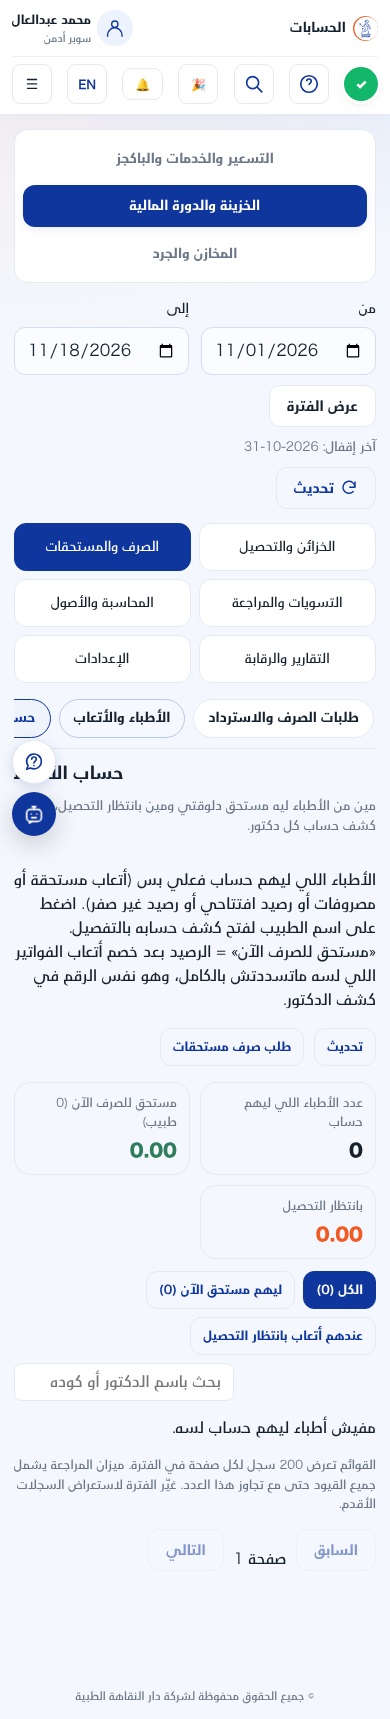 الحسابات
محمد عبدالعال
سوبر أدمن
EN
التسعير والخدمات والباكجز
الخزينة والدورة المالية
المخازن والجرد
من
إلى
11/01/2026
11/18/2026
عرض الفترة
آخر إقفال: 2026-10-31
تحديث
الخزائن والتحصيل
الصرف والمستحقات
التسويات والمراجعة
المحاسبة والأصول
التقارير والرقابة
الإعدادات
طلبات الصرف والاسترداد
الأطباء والأتعاب
حساب
مين من الأطباء ليه مستحق دلوقتي ومين بانتظار التحصيل،
كشف حساب كل دكتور.
الأطباء اللي ليهم حساب فعلي بس (أتعاب مستحقة أو
مصروفات أو رصيد افتتاحي أو رصيد غير صفر). اضغط
على اسم الطبيب لفتح كشف حسابه بالتفصيل.
«مستحق للصرف الآن» = الرصيد بعد خصم أتعاب الفواتير
اللي لسه ماتسددتش بالكامل، وهو نفس الرقم في
كشف الدكتور.
تحديث
طلب صرف مستحقات
عدد الأطباء اللي ليهم
حساب
0
مستحق للصرف الآن (0
طبيب)
0.00
بانتظار التحصيل
0.00
الكل (0)
ليهم مستحق الآن (0)
عندهم أتعاب بانتظار التحصيل
بحث باسم الدكتور أو كوده
مفيش أطباء ليهم حساب لسه.
القوائم تعرض 200 سجل لكل صفحة في الفترة. ميزان المراجعة يشمل
جميع القيود حتى مع تجاوز هذا العدد. غيّر الفترة لاستعراض السجلات
الأقدم.
السابق
صفحة 1
التالي
© جميع الحقوق محفوظة لشركة دار النقاهة الطبية